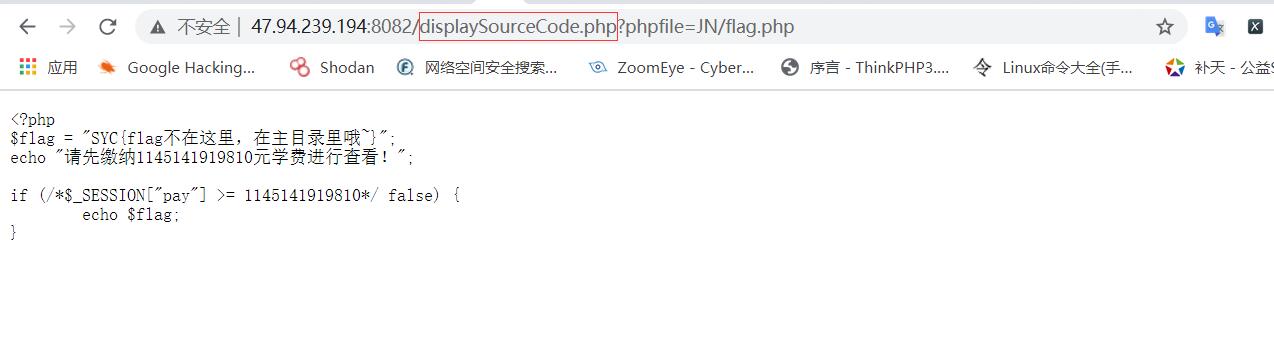 不安全 | 47.94.239.194:8082/displaySourceCode.php?phpfile=JN/flag.php
应用 Google Hacking... Shodan 网络空间安全搜索... ZoomEye - Cyber... 序言 - ThinkPHP3.... Linux命令大全(手... 补天 - 公益S
<?php
$flag = "SYC{flag不在这里，在主目录里哦~}";
echo "请先缴纳1145141919810元学费进行查看！";
if (/*$_SESSION["pay"] >= 1145141919810*/ false) {
echo $flag;
}